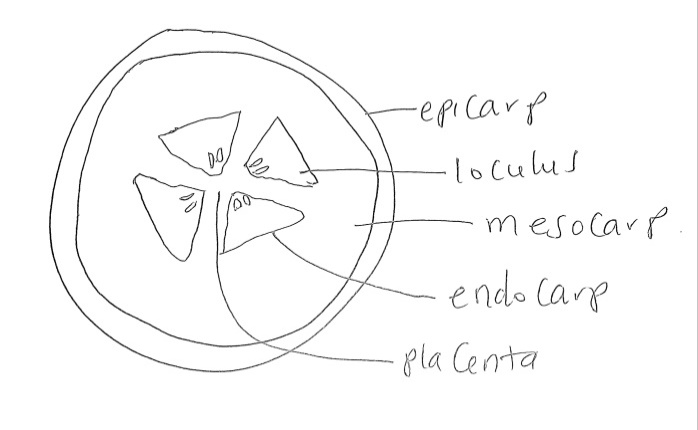 epicarp
loculus
mesocarp.
endocarp
placenta